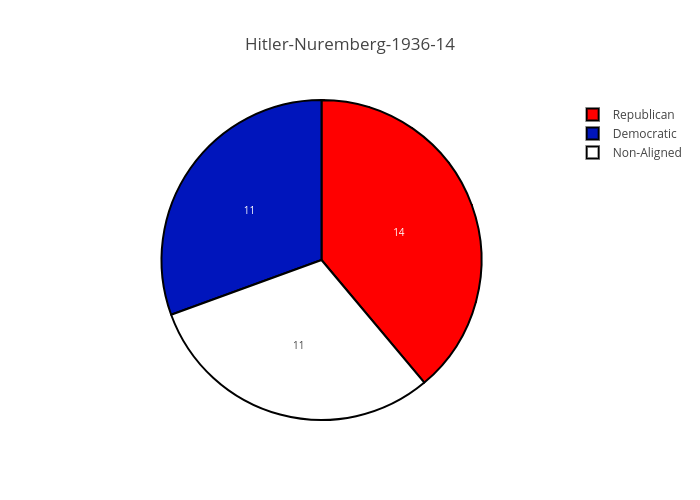 Hitler-Nuremberg-1936-14
Republican
Democratic
Non-Aligned
11
14
11